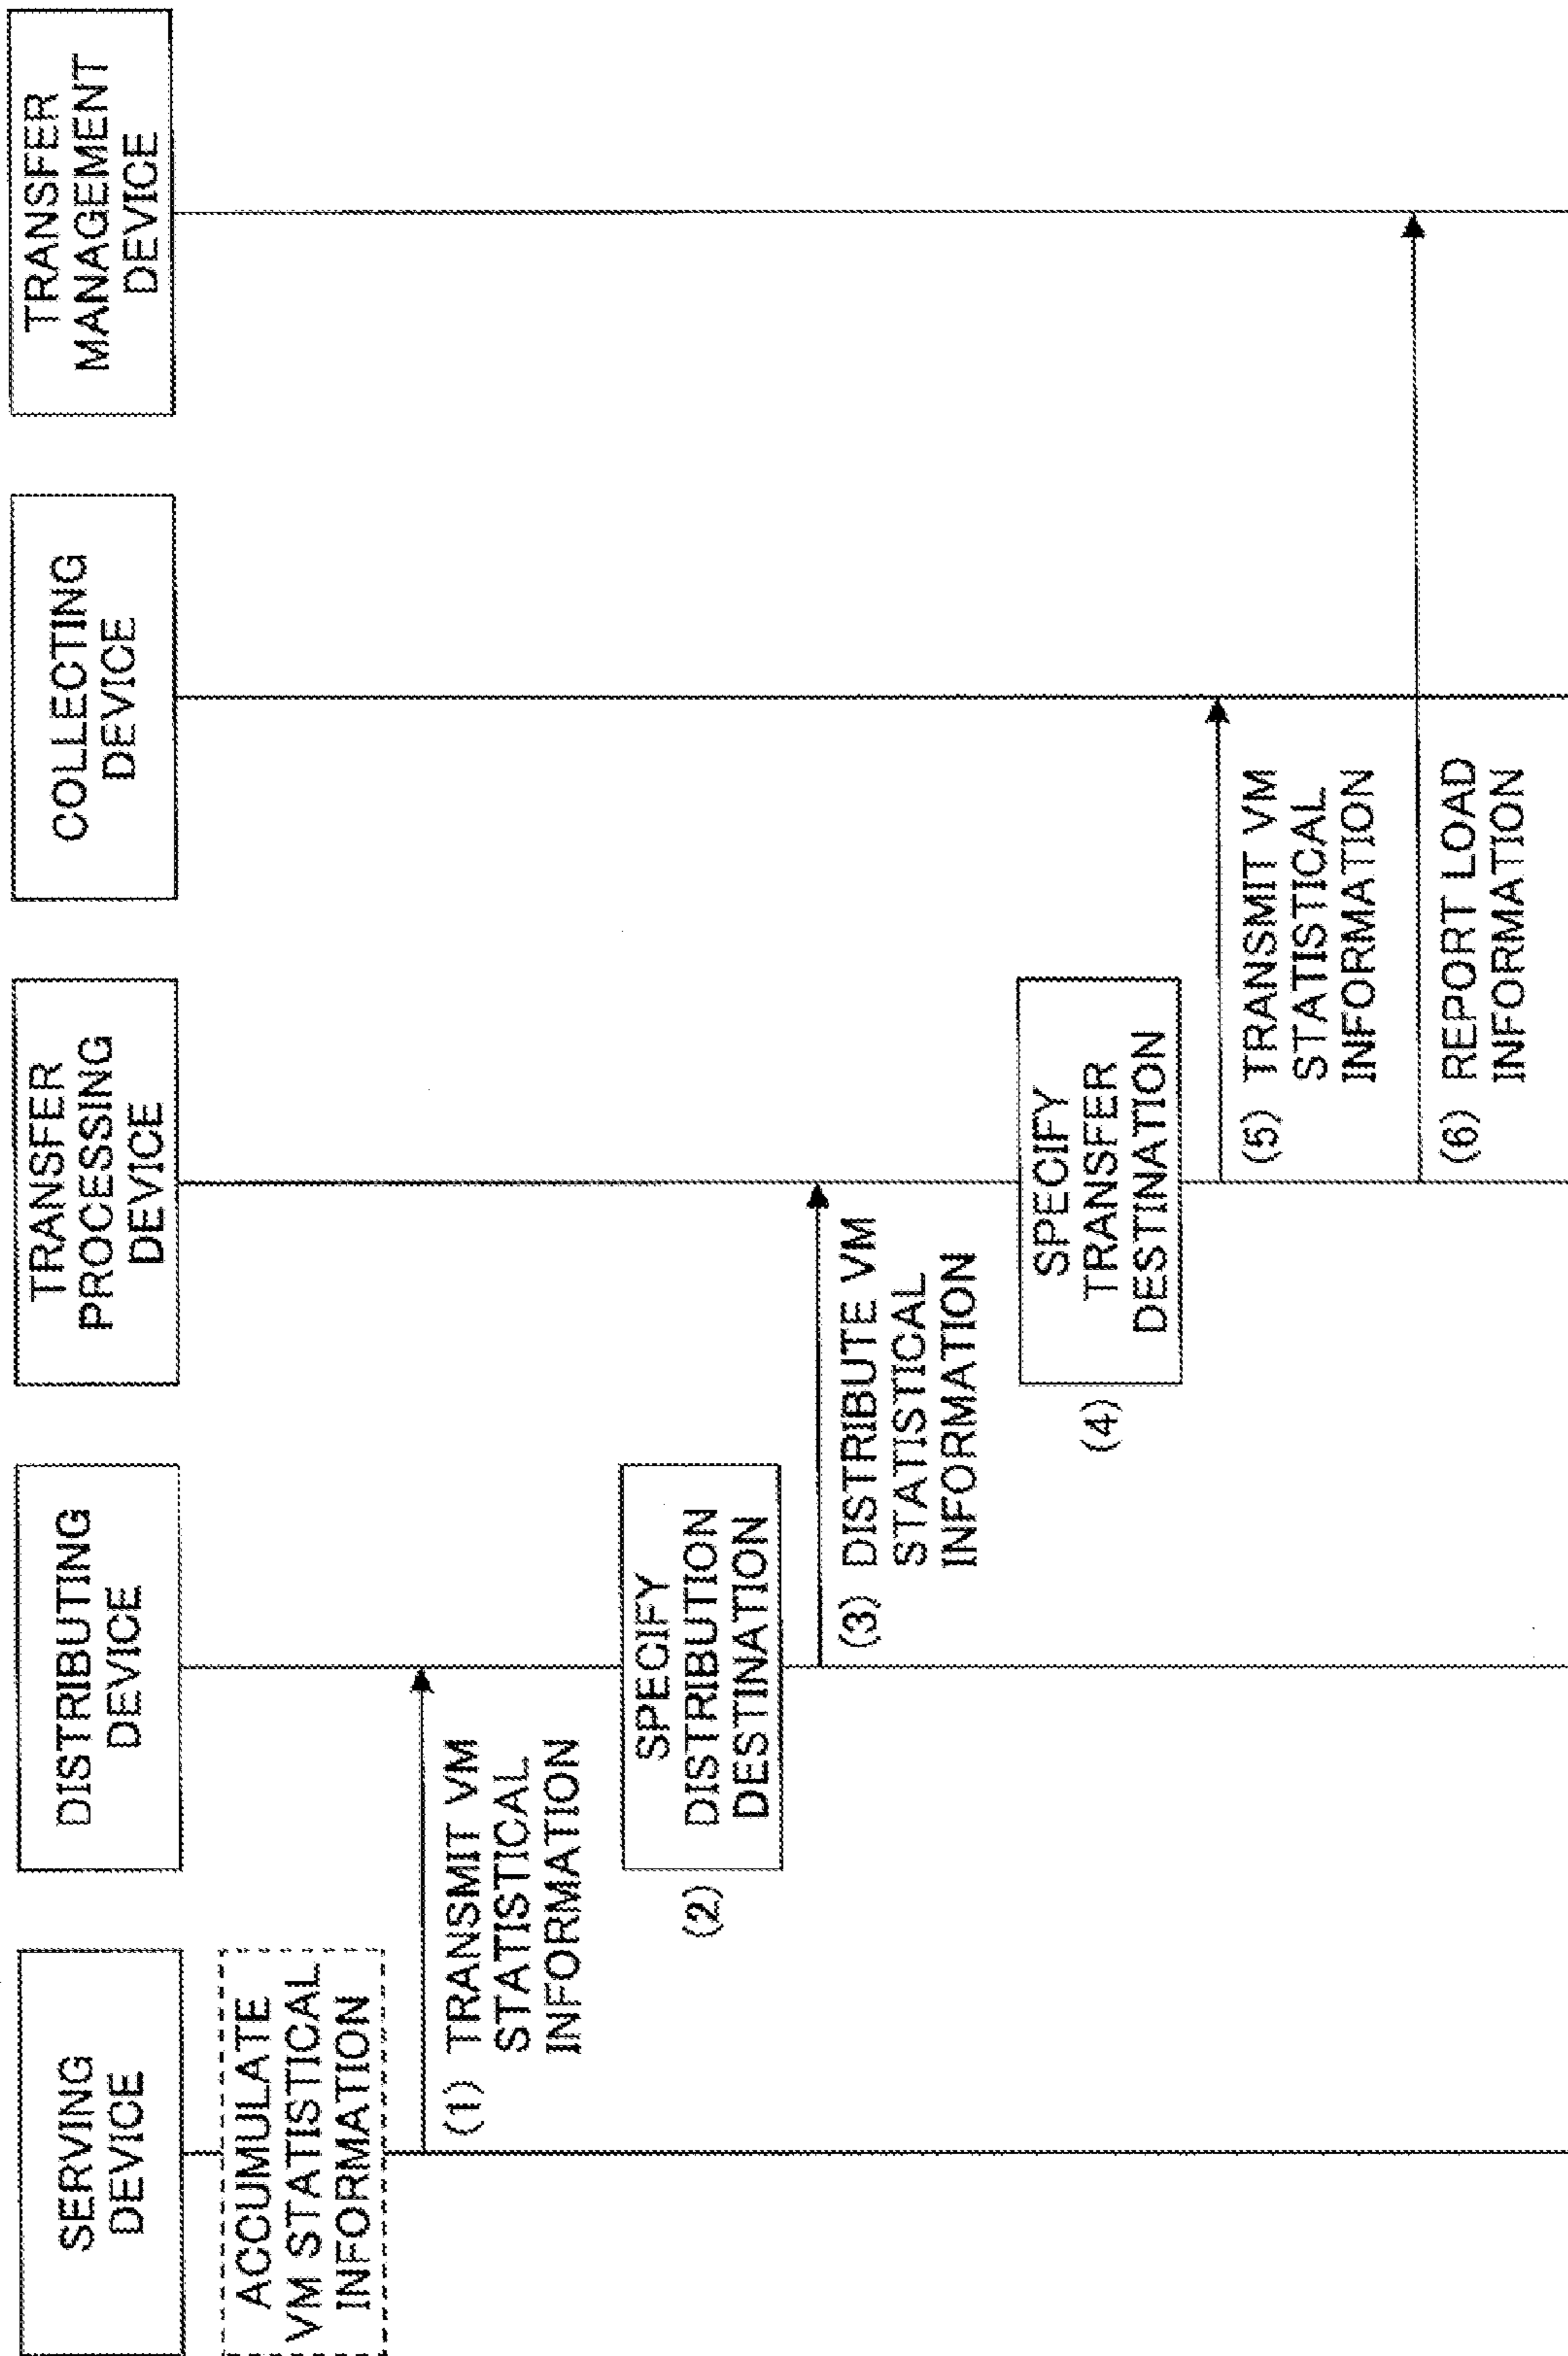 SERVING
DEVICE
DISTRIBUTING
DEVICE
TRANSFER
PROCESSING
DEVICE
COLLECTING
DEVICE
TRANSFER
MANAGEMENT
DEVICE
ACCUMULATE
VM STATISTICAL
INFORMATION
(1) TRANSMIT VM
STATISTICAL
INFORMATION
(2)
SPECIFY
DISTRIBUTION
DESTINATION
(3) DISTRIBUTE VM
STATISTICAL
INFORMATION
(4)
SPECIFY
TRANSFER
DESTINATION
(5) TRANSMIT VM
STATISTICAL
INFORMATION
(6) REPORT LOAD
INFORMATION